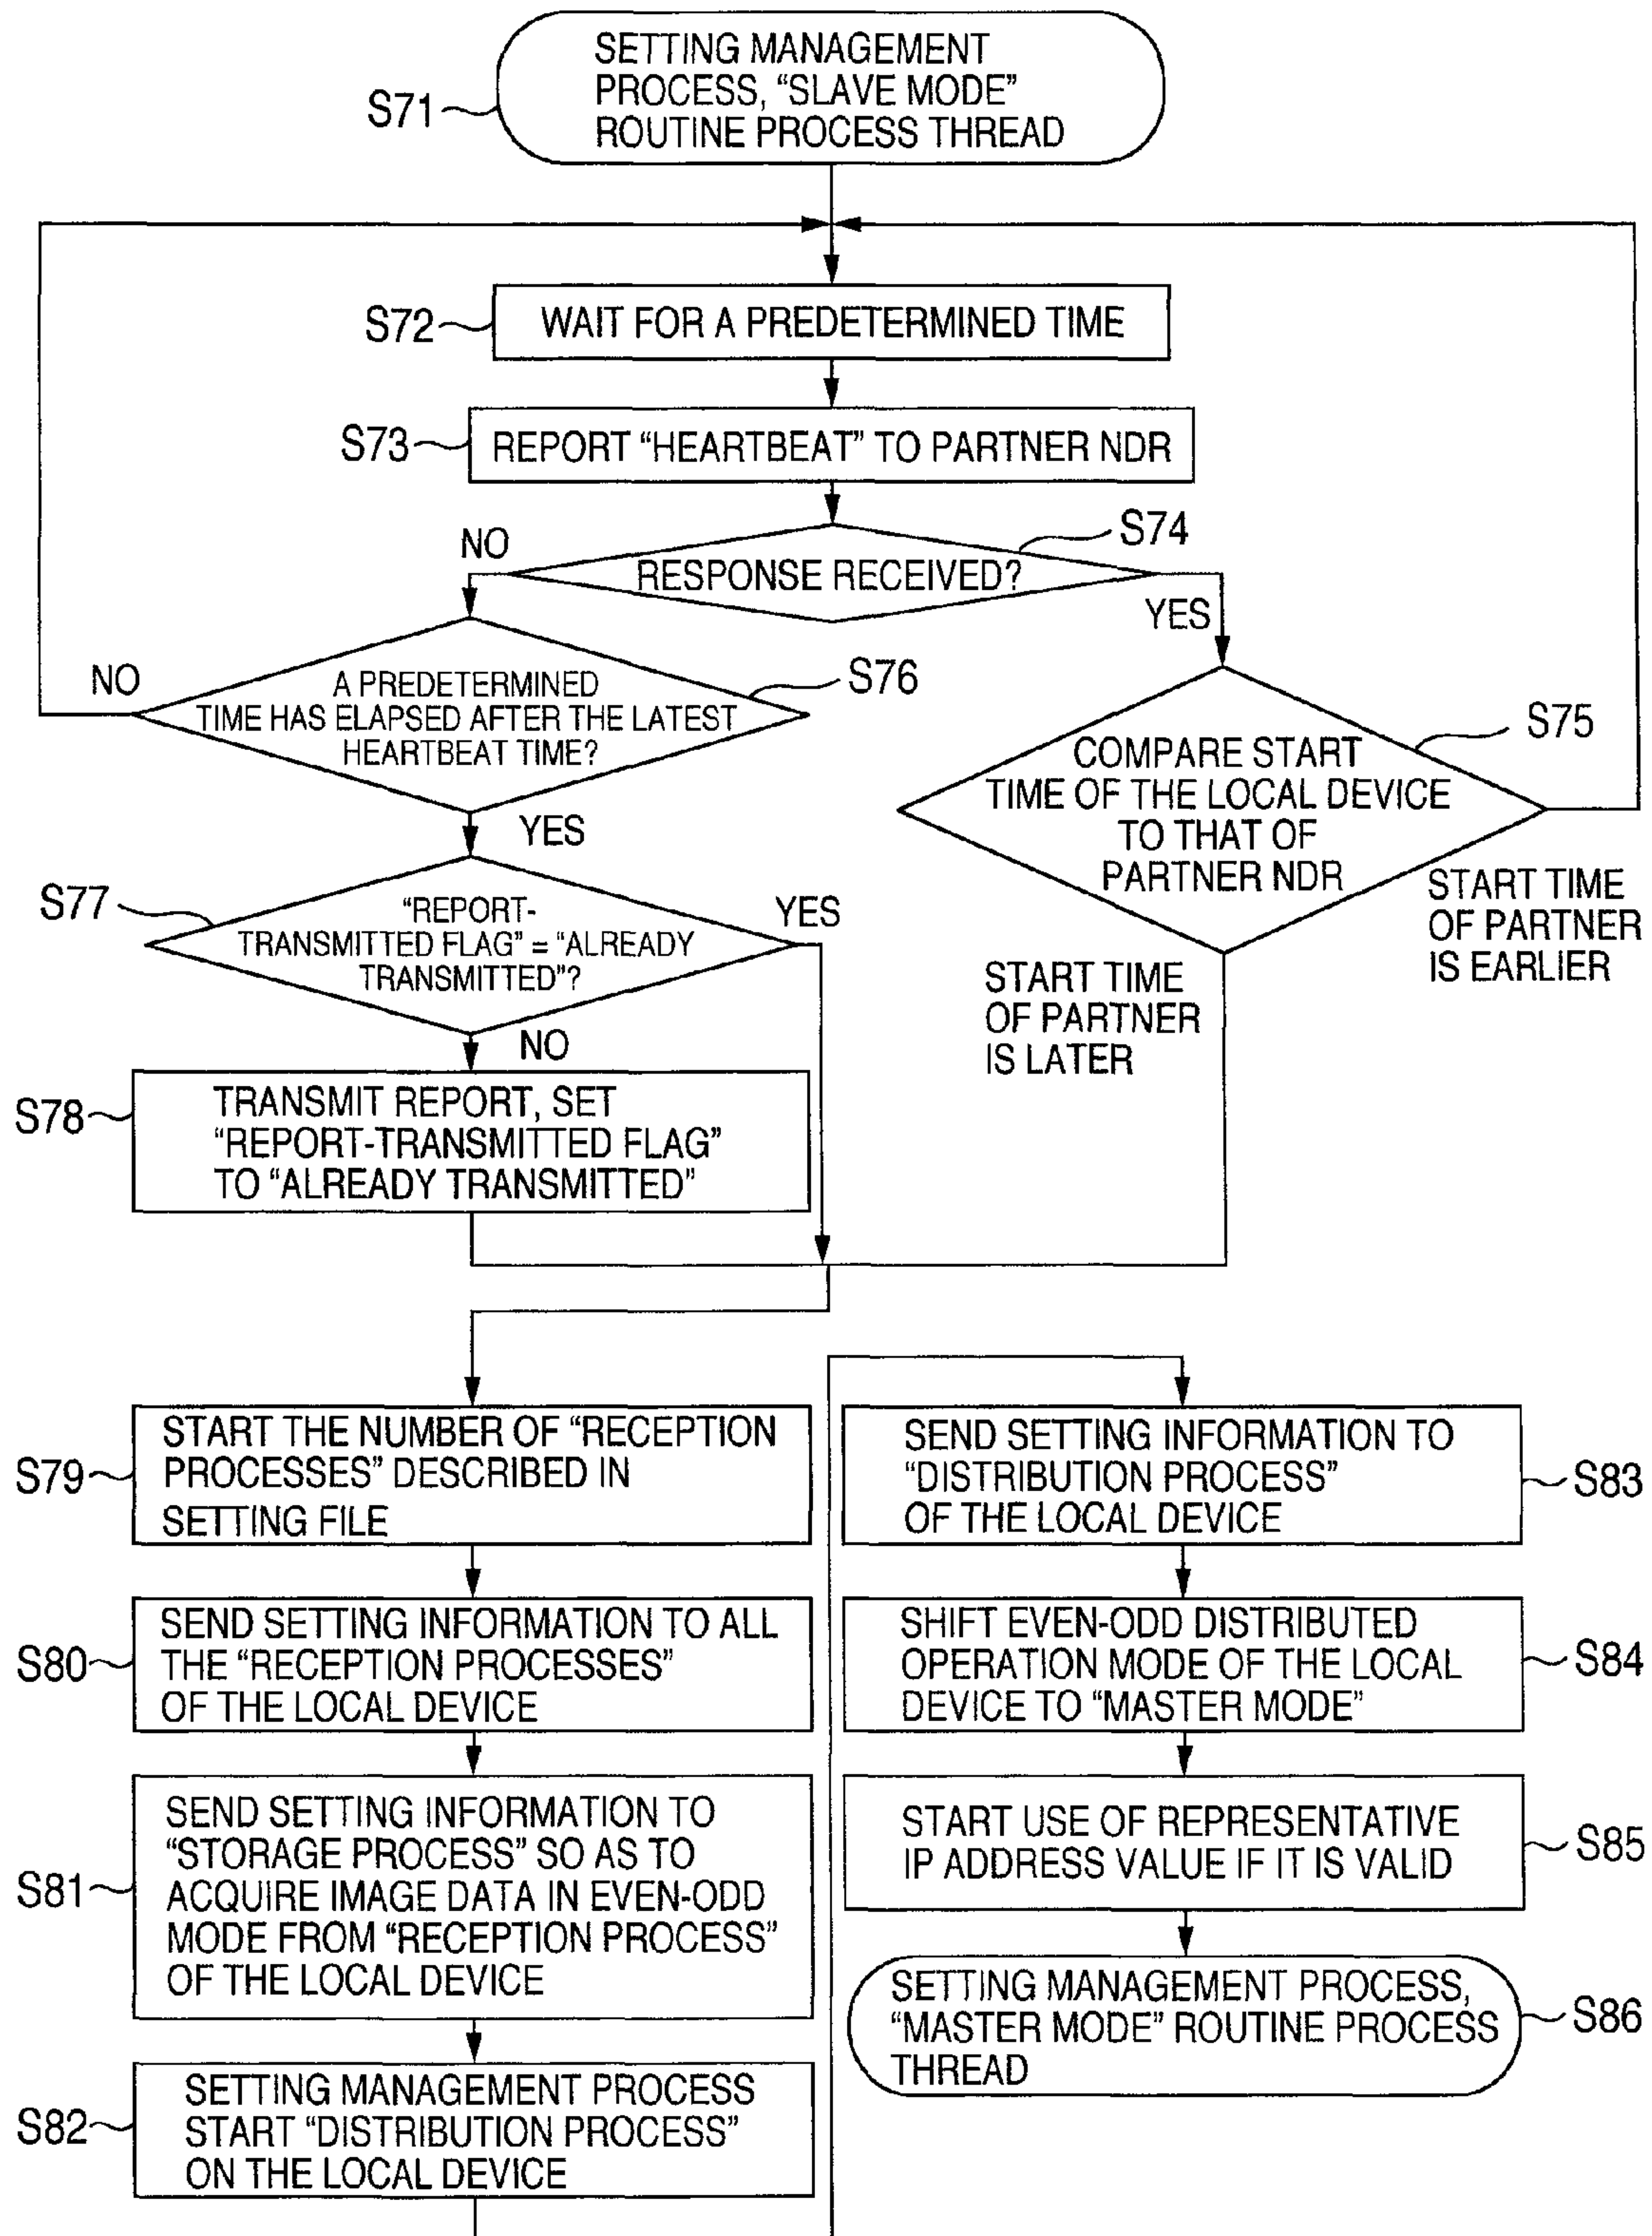 SETTING MANAGEMENT
PROCESS, “SLAVE MODE”
ROUTINE PROCESS THREAD
S71
S72
WAIT FOR A PREDETERMINED TIME
S73
REPORT “HEARTBEAT” TO PARTNER NDR
S74
NO
RESPONSE RECEIVED?
YES
NO
S76
A PREDETERMINED
TIME HAS ELAPSED AFTER THE LATEST
HEARTBEAT TIME?
YES
S75
COMPARE START
TIME OF THE LOCAL DEVICE
TO THAT OF
PARTNER NDR
START TIME
OF PARTNER
IS EARLIER
START TIME
OF PARTNER
IS LATER
S77
“REPORT-
TRANSMITTED FLAG” = “ALREADY
TRANSMITTED”?
YES
NO
S78
TRANSMIT REPORT, SET
“REPORT-TRANSMITTED FLAG”
TO “ALREADY TRANSMITTED”
S79
START THE NUMBER OF “RECEPTION
PROCESSES” DESCRIBED IN
SETTING FILE
S80
SEND SETTING INFORMATION TO ALL
THE “RECEPTION PROCESSES”
OF THE LOCAL DEVICE
S81
SEND SETTING INFORMATION TO
“STORAGE PROCESS” SO AS TO
ACQUIRE IMAGE DATA IN EVEN-ODD
MODE FROM “RECEPTION PROCESS”
OF THE LOCAL DEVICE
S82
SETTING MANAGEMENT PROCESS
START “DISTRIBUTION PROCESS”
ON THE LOCAL DEVICE
SEND SETTING INFORMATION TO
“DISTRIBUTION PROCESS”
OF THE LOCAL DEVICE
S83
SHIFT EVEN-ODD DISTRIBUTED
OPERATION MODE OF THE LOCAL
DEVICE TO “MASTER MODE”
S84
START USE OF REPRESENTATIVE
IP ADDRESS VALUE IF IT IS VALID
S85
SETTING MANAGEMENT PROCESS,
“MASTER MODE” ROUTINE PROCESS
THREAD
S86